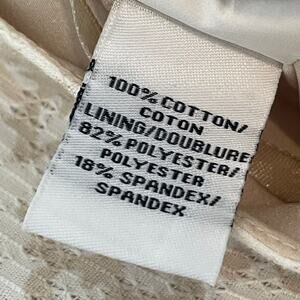 100% COTTON/
COTON
LINING/DOUBLURE
82% POLYESTER/
POLYESTER
18% SPANDEX/
SPANDEX